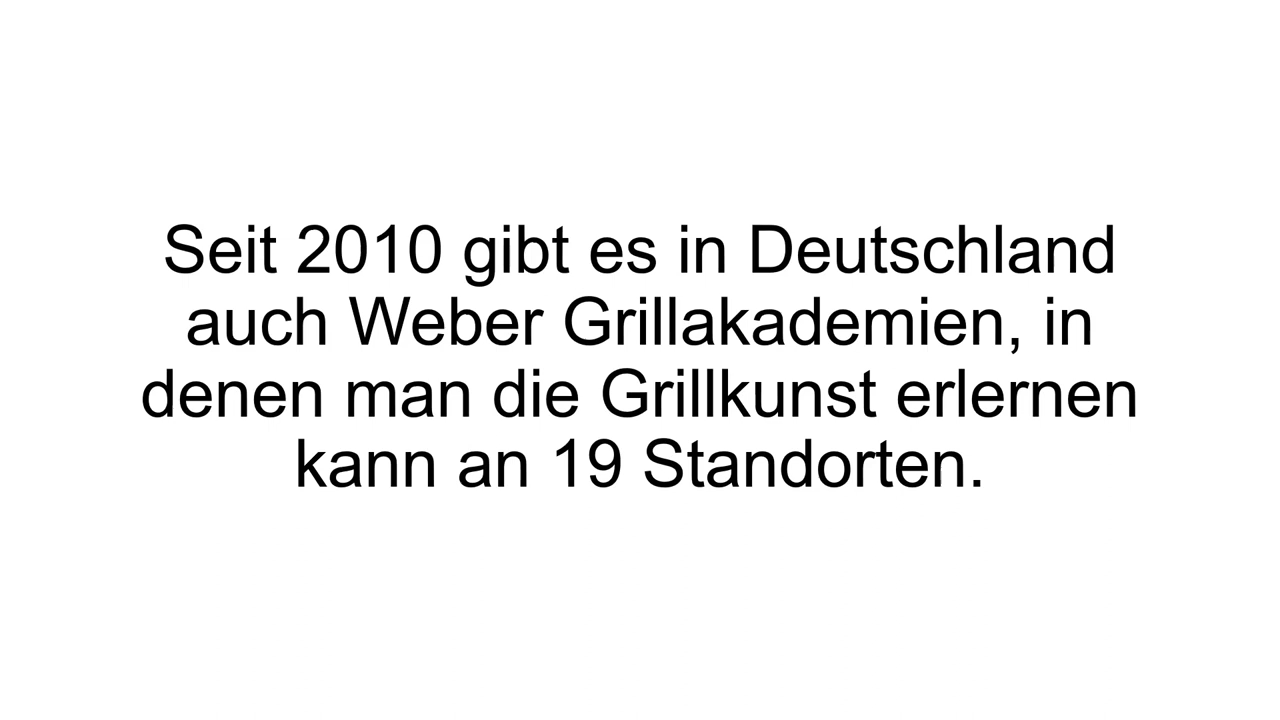 Seit 2010 gibt es in Deutschland
auch Weber Grillakademien, in
denen man die Grillkunst erlernen
kann an 19 Standorten.